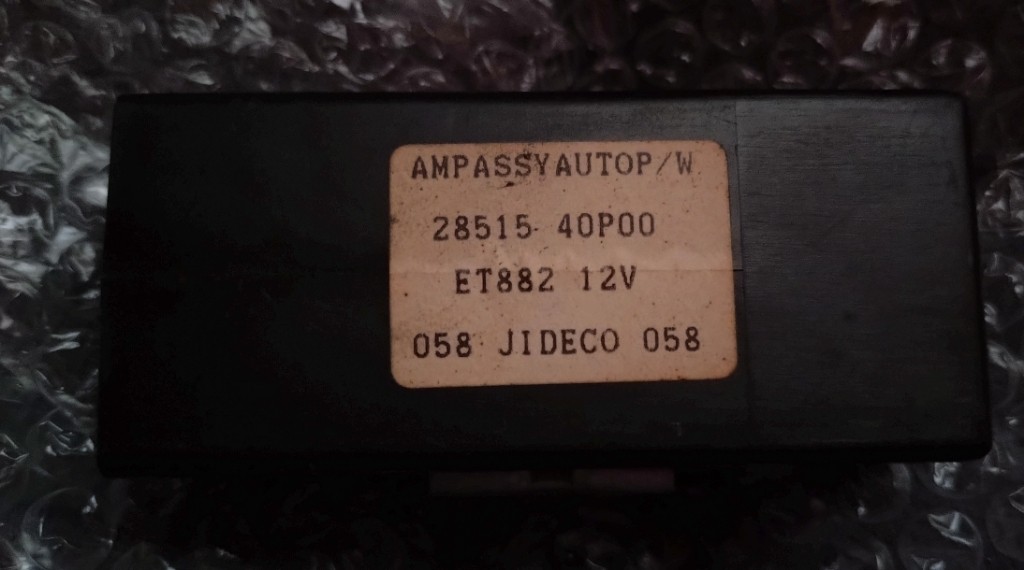 AMPASSYAUTOP/W
28515-40P00
ET882 12V
058 JIDECO 058